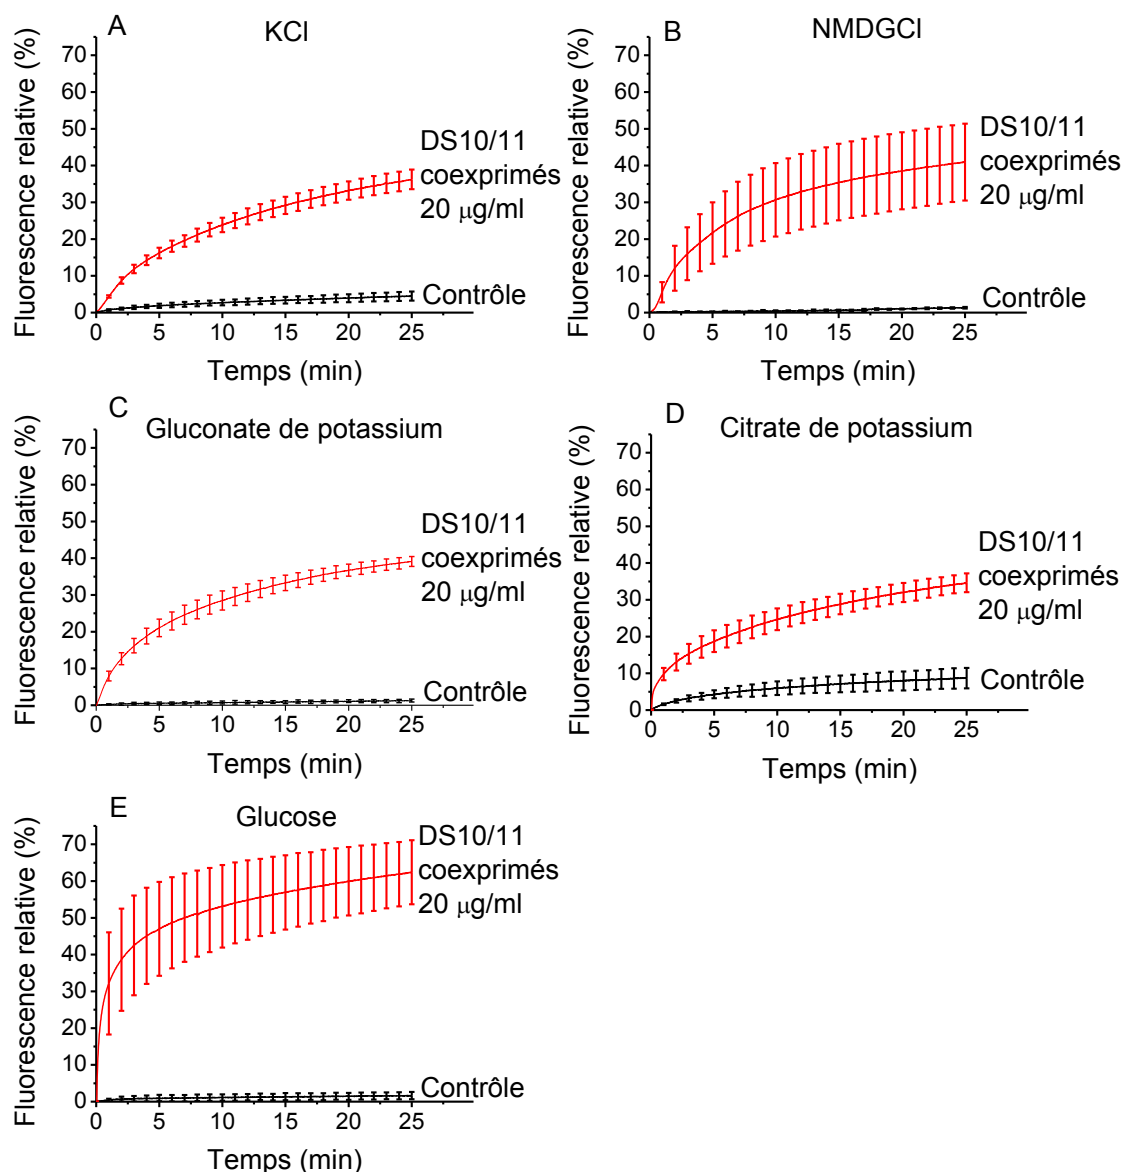 A
KCl
Fluorescence relative (%)
70
60
50
40
30
20
10
0
DS10/11
coexprimés
20 µg/ml
Contrôle
0 5 10 15 20 25
Temps (min)
B
NMDGCl
Fluorescence relative (%)
70
60
50
40
30
20
10
0
DS10/11
coexprimés
20 µg/ml
Contrôle
0 5 10 15 20 25
Temps (min)
C
Gluconate de potassium
Fluorescence relative (%)
70
60
50
40
30
20
10
0
DS10/11
coexprimés
20 µg/ml
Contrôle
0 5 10 15 20 25
Temps (min)
D
Citrate de potassium
Fluorescence relative (%)
70
60
50
40
30
20
10
0
DS10/11
coexprimés
20 µg/ml
Contrôle
0 5 10 15 20 25
Temps (min)
E
Glucose
Fluorescence relative (%)
70
60
50
40
30
20
10
0
DS10/11
coexprimés
20 µg/ml
Contrôle
0 5 10 15 20 25
Temps (min)